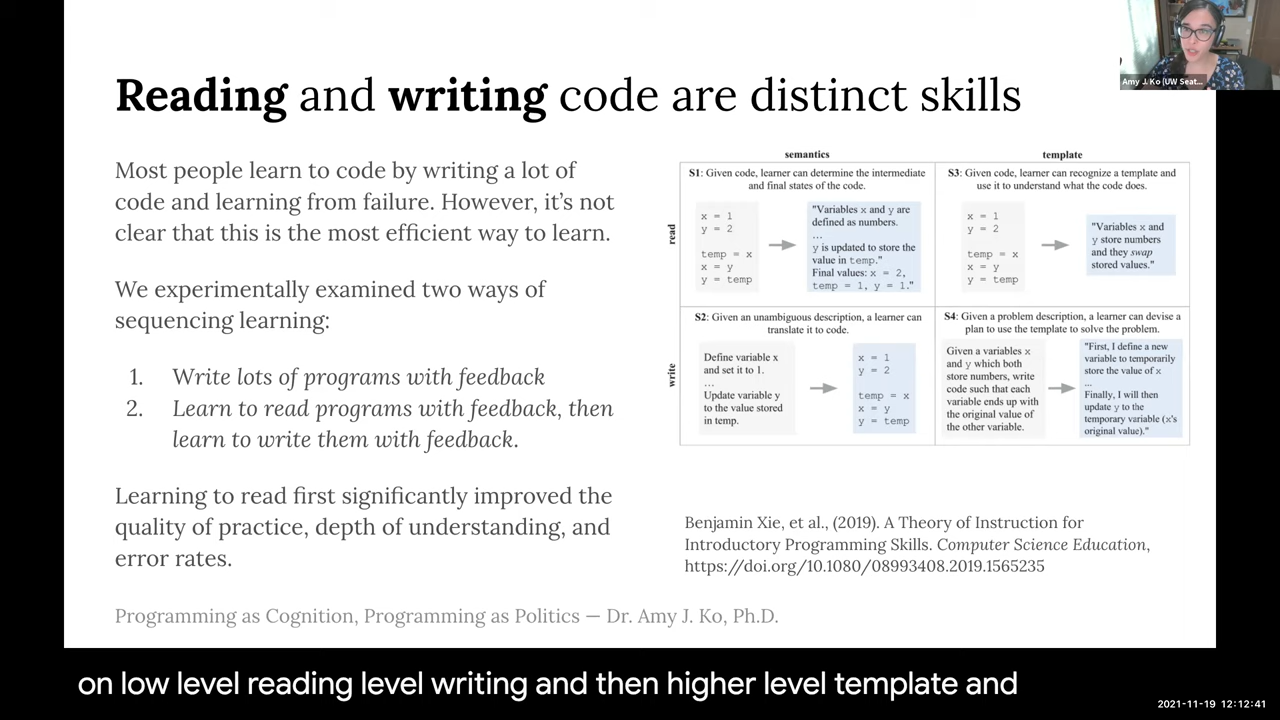 Amy J. Ko (UW Seat...
Reading and writing code are distinct skills
Most people learn to code by writing a lot of
code and learning from failure. However, it’s not
clear that this is the most efficient way to learn.
We experimentally examined two ways of
sequencing learning:
1. Write lots of programs with feedback
2. Learn to read programs with feedback, then
learn to write them with feedback.
Learning to read first significantly improved the
quality of practice, depth of understanding, and
error rates.
semantics
template
read
S1: Given code, learner can determine the intermediate
and final states of the code.
x = 1
y = 2
temp = x
x = y
y = temp
"Variables x and y are
defined as numbers.
...
y is updated to store the
value in temp."
Final values: x = 2,
temp = 1, y = 1."
S3: Given code, learner can recognize a template and
use it to understand what the code does.
x = 1
y = 2
temp = x
x = y
y = temp
"Variables x and
y store numbers
and they swap
stored values."
write
S2: Given an unambiguous description, a learner can
translate it to code.
Define variable x
and set it to 1.
...
Update variable y
to the value stored
in temp.
x = 1
y = 2
temp = x
x = y
y = temp
S4: Given a problem description, a learner can devise a
plan to use the template to solve the problem.
Given a variables x
and y which both
store numbers, write
code such that each
variable ends up with
the original value of
the other variable.
"First, I define a new
variable to temporarily
store the value of x
...
Finally, I will then
update y to the
temporary variable (x's
original value)."
Benjamin Xie, et al., (2019). A Theory of Instruction for
Introductory Programming Skills. Computer Science Education,
https://doi.org/10.1080/08993408.2019.1565235
Programming as Cognition, Programming as Politics — Dr. Amy J. Ko, Ph.D.
on low level reading level writing and then higher level template and
2021-11-19 12:12:41